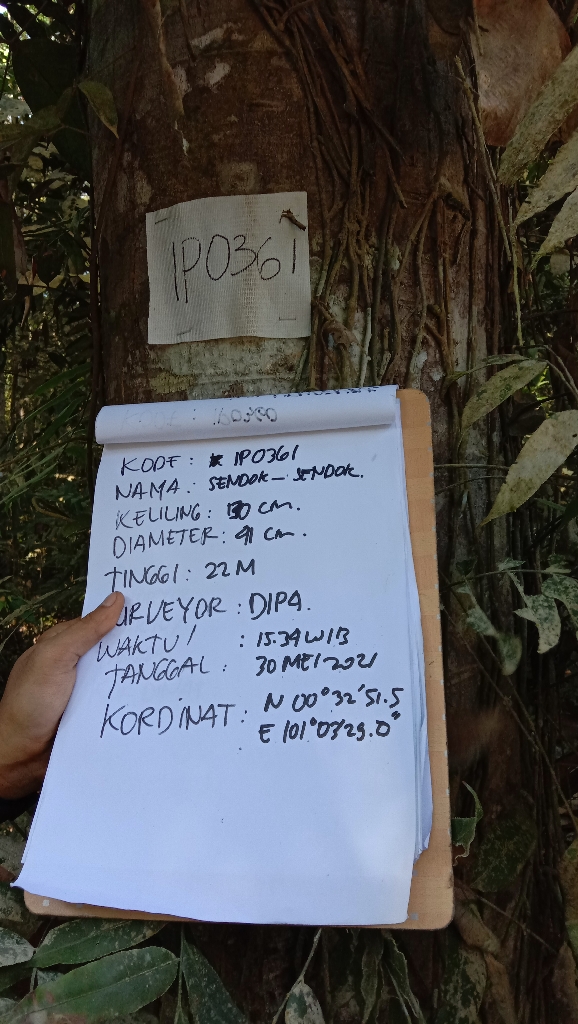 IP0361
KODE : IP0361
NAMA : SENDOK - SENDOK.
KELILING : 130 cm.
DIAMETER : 41 cm.
TINGGI : 22 M
SURVEYOR : DIPA.
WAKTU / : 15.34 WIB
TANGGAL : 30 MEI 2021
KORDINAT : N 00°32'51.5
E 101°03'29.0"